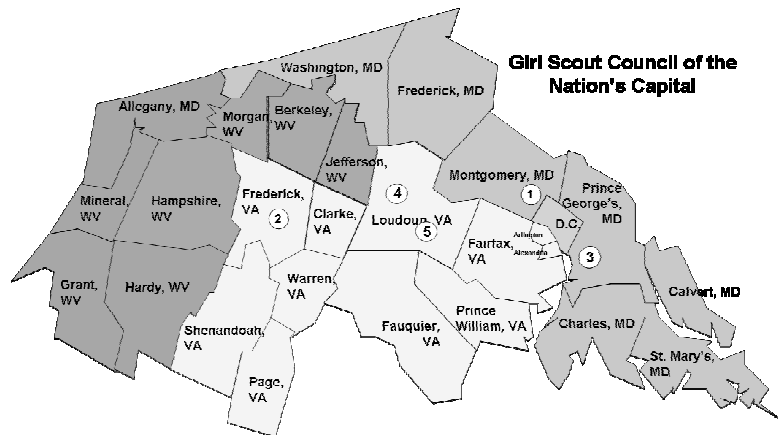 Girl Scout Council of the
Nation's Capital
Washington, MD
Frederick, MD
Allegany, MD
Morgan,
WV
Berkeley,
WV
Jefferson,
WV
Montgomery, MD
1
Prince
George's,
MD
Mineral,
WV
Hampshire,
WV
Frederick,
VA
2
Clarke,
VA
4
Loudoun, VA
5
D.C.
Arlington
Alexandria
Fairfax,
VA
3
Grant,
WV
Hardy, WV
Warren,
VA
Calvert, MD
Shenandoah,
VA
Fauquier,
VA
Prince
William, VA
Charles, MD
St. Mary's,
MD
Page,
VA